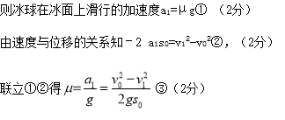 则冰球在冰面上滑行的加速度a₁=μg① （2分）
由速度与位移的关系知－2 a₁s₀=v₁²-v₀²②，（2分）
联立①②得 μ = a₁/g = (v₀² − v₁²)/(2gs₀) ③（2分）